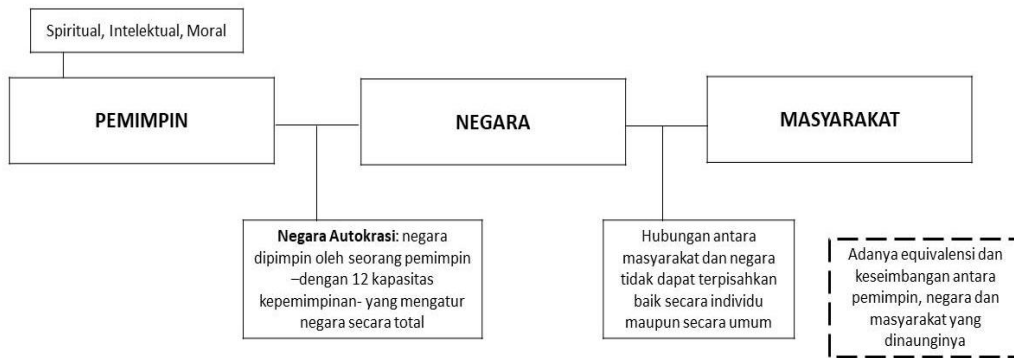 Spiritual, Intelektual, Moral
PEMIMPIN
NEGARA
MASYARAKAT
Negara Autokrasi: negara
dipimpin oleh seorang pemimpin
–dengan 12 kapasitas
kepemimpinan- yang mengatur
negara secara total
Hubungan antara
masyarakat dan negara
tidak dapat terpisahkan
baik secara individu
maupun secara umum
Adanya equivalensi dan
keseimbangan antara
pemimpin, negara dan
masyarakat yang
dinaunginya